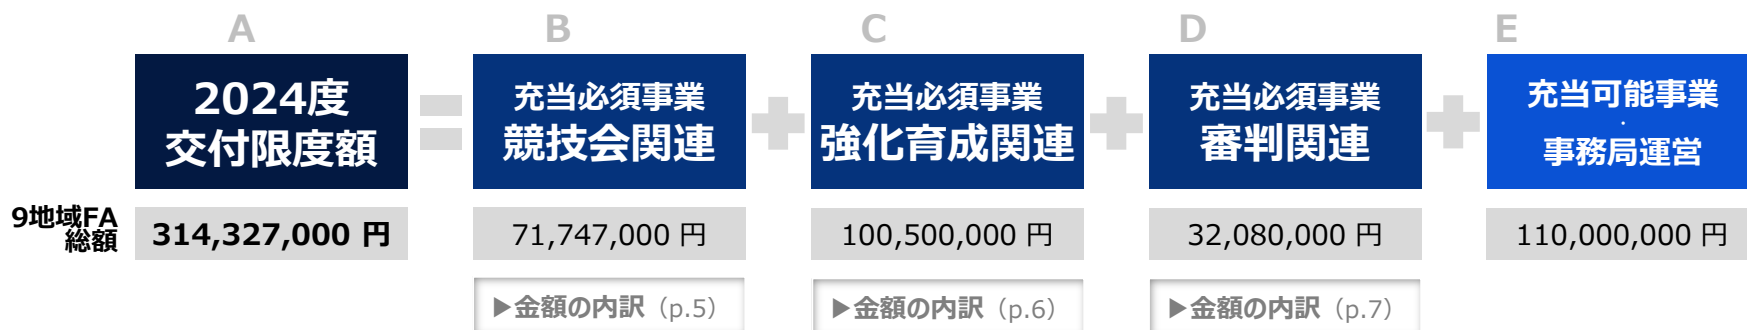 A
B
C
D
E
2024度
交付限度額
充当必須事業
競技会関連
充当必須事業
強化育成関連
充当必須事業
審判関連
充当可能事業
・
事務局運営
9地域FA
総額
314,327,000 円
71,747,000 円
100,500,000 円
32,080,000 円
110,000,000 円
▶金額の内訳（p.5）
▶金額の内訳（p.6）
▶金額の内訳（p.7）